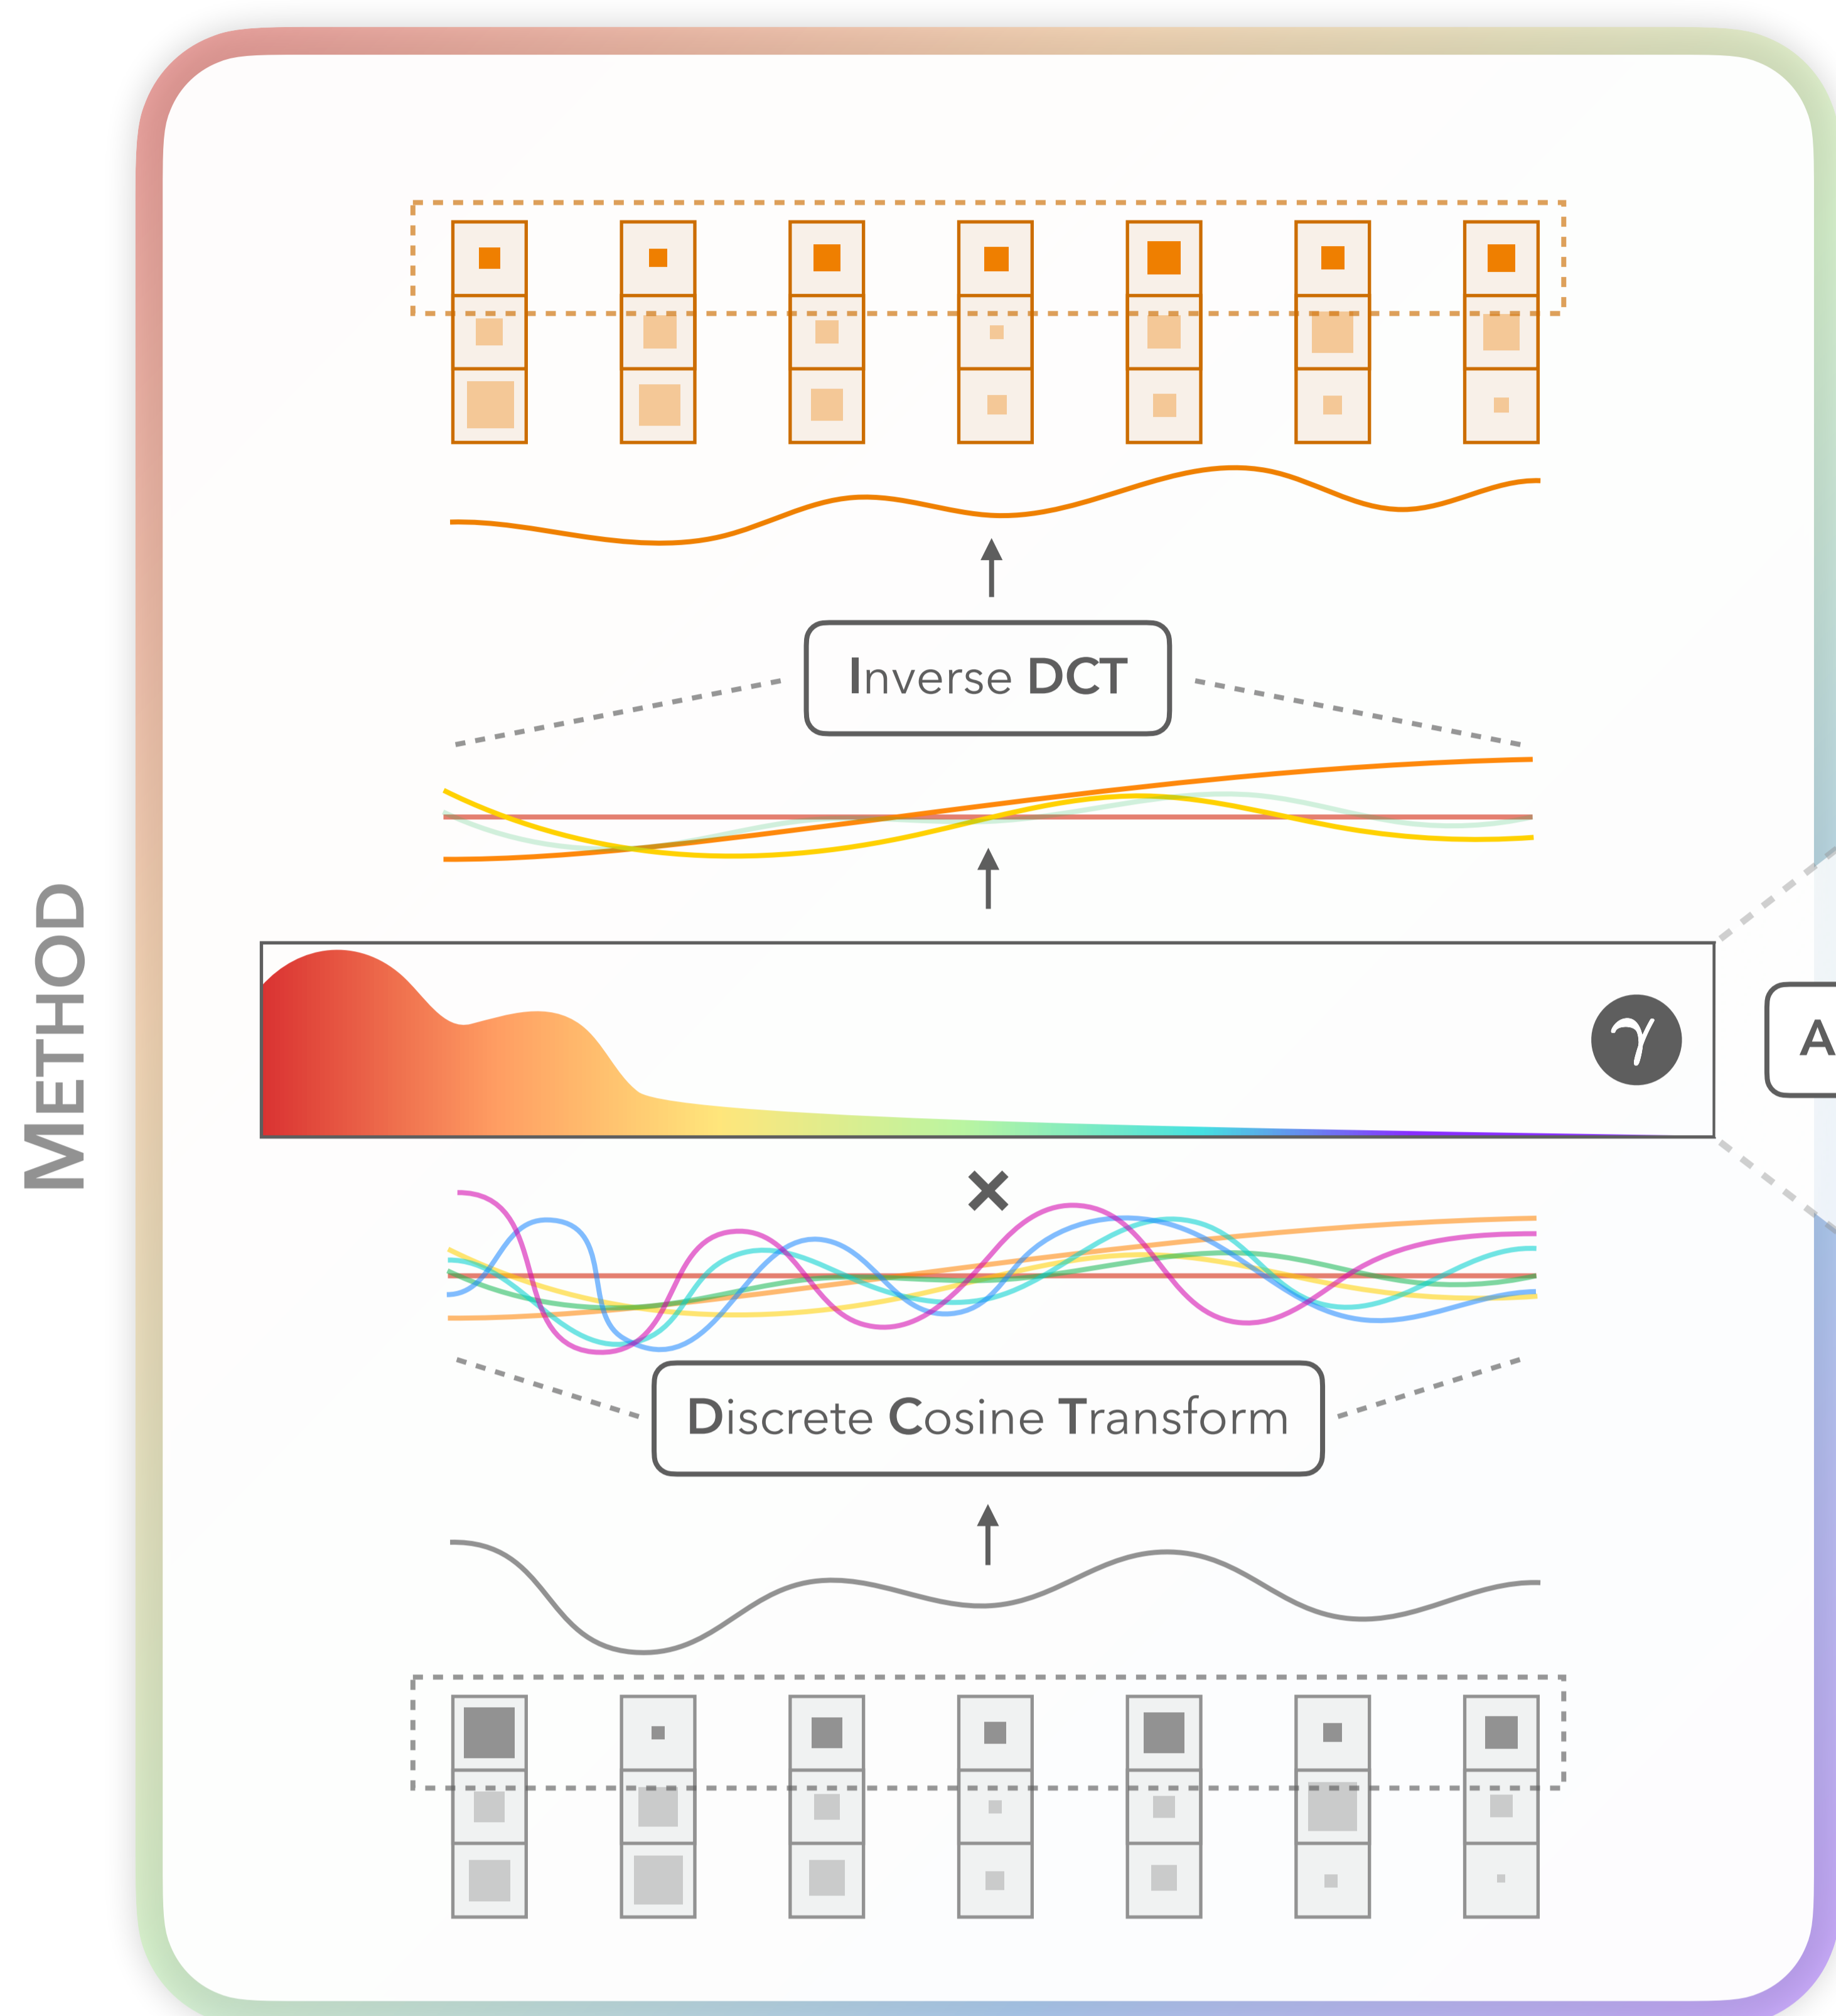 METHOD
Inverse DCT
γ
A
Discrete Cosine Transform